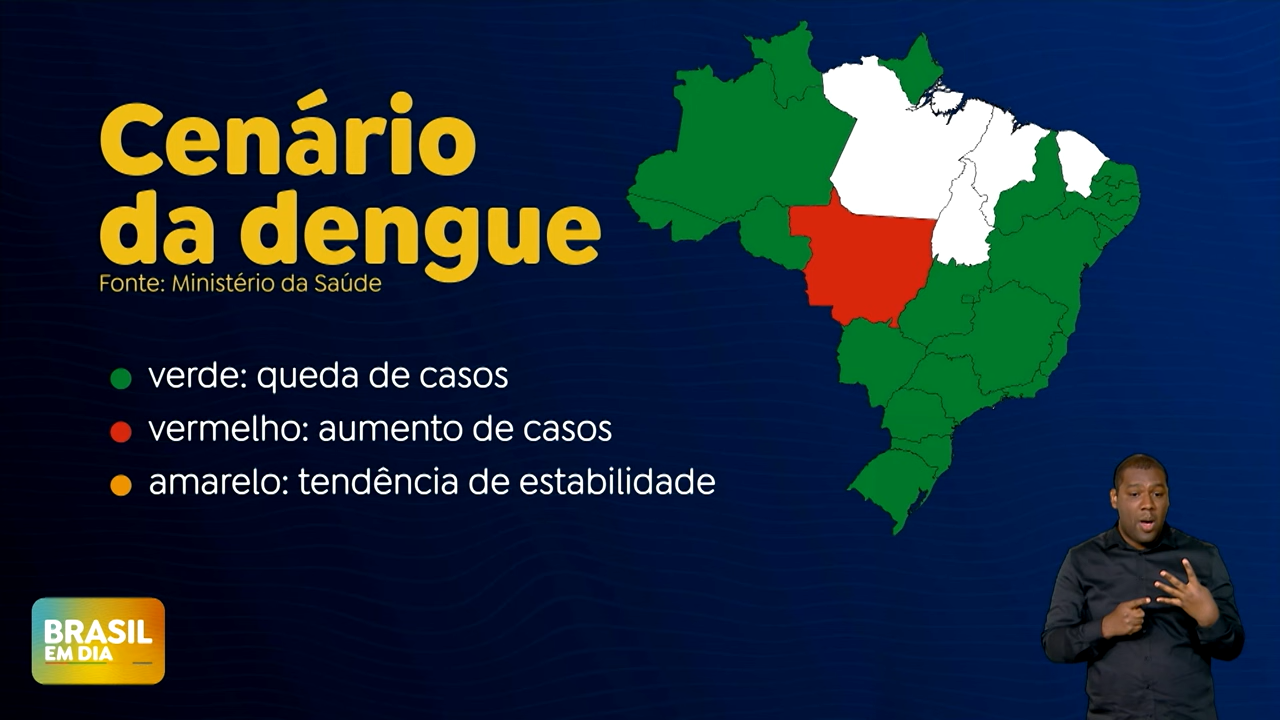 Cenário
da dengue
Fonte: Ministério da Saúde
verde: queda de casos
vermelho: aumento de casos
amarelo: tendência de estabilidade
BRASIL
EM DIA